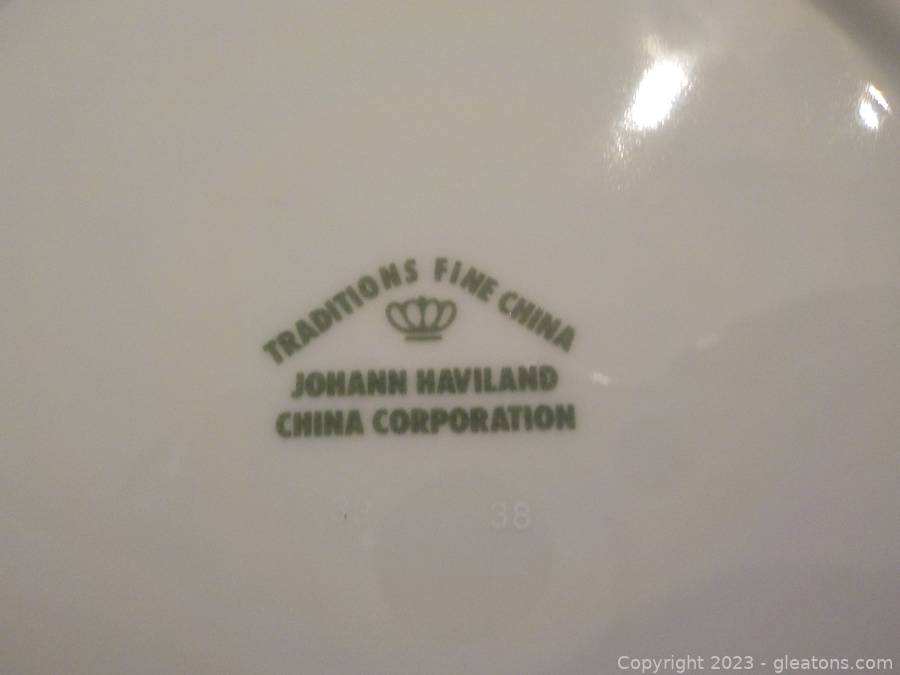 TRADITIONS FINE CHINA
JOHANN HAVILAND
CHINA CORPORATION
38
Copyright 2023 - gleatons.com